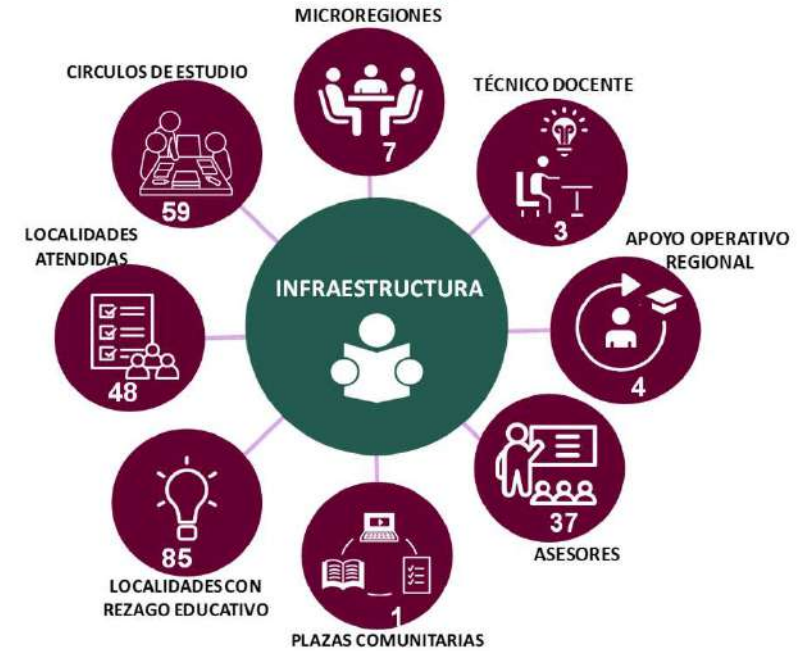 MICROREGIONES
7
TÉCNICO DOCENTE
3
APOYO OPERATIVO
REGIONAL
4
37
ASESORES
1
PLAZAS COMUNITARIAS
85
LOCALIDADES CON
REZAGO EDUCATIVO
LOCALIDADES
ATENDIDAS
48
CIRCULOS DE ESTUDIO
59
INFRAESTRUCTURA